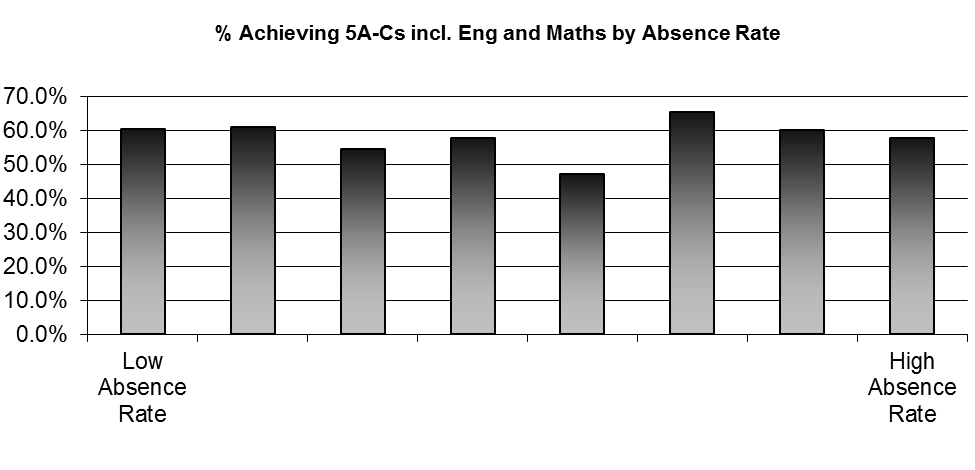 % Achieving 5A-Cs incl. Eng and Maths by Absence Rate
70.0%
60.0%
50.0%
40.0%
30.0%
20.0%
10.0%
0.0%
Low
Absence
Rate
High
Absence
Rate